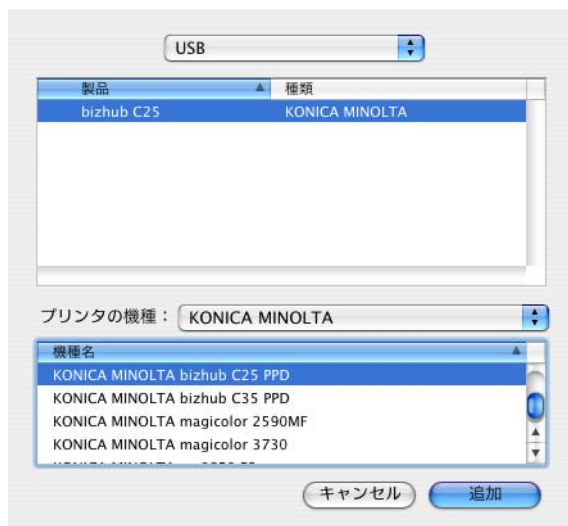 USB
製品 種類
bizhub C25 KONICA MINOLTA
プリンタの機種： KONICA MINOLTA
機種名
KONICA MINOLTA bizhub C25 PPD
KONICA MINOLTA bizhub C35 PPD
KONICA MINOLTA magicolor 2590MF
KONICA MINOLTA magicolor 3730
キャンセル 追加